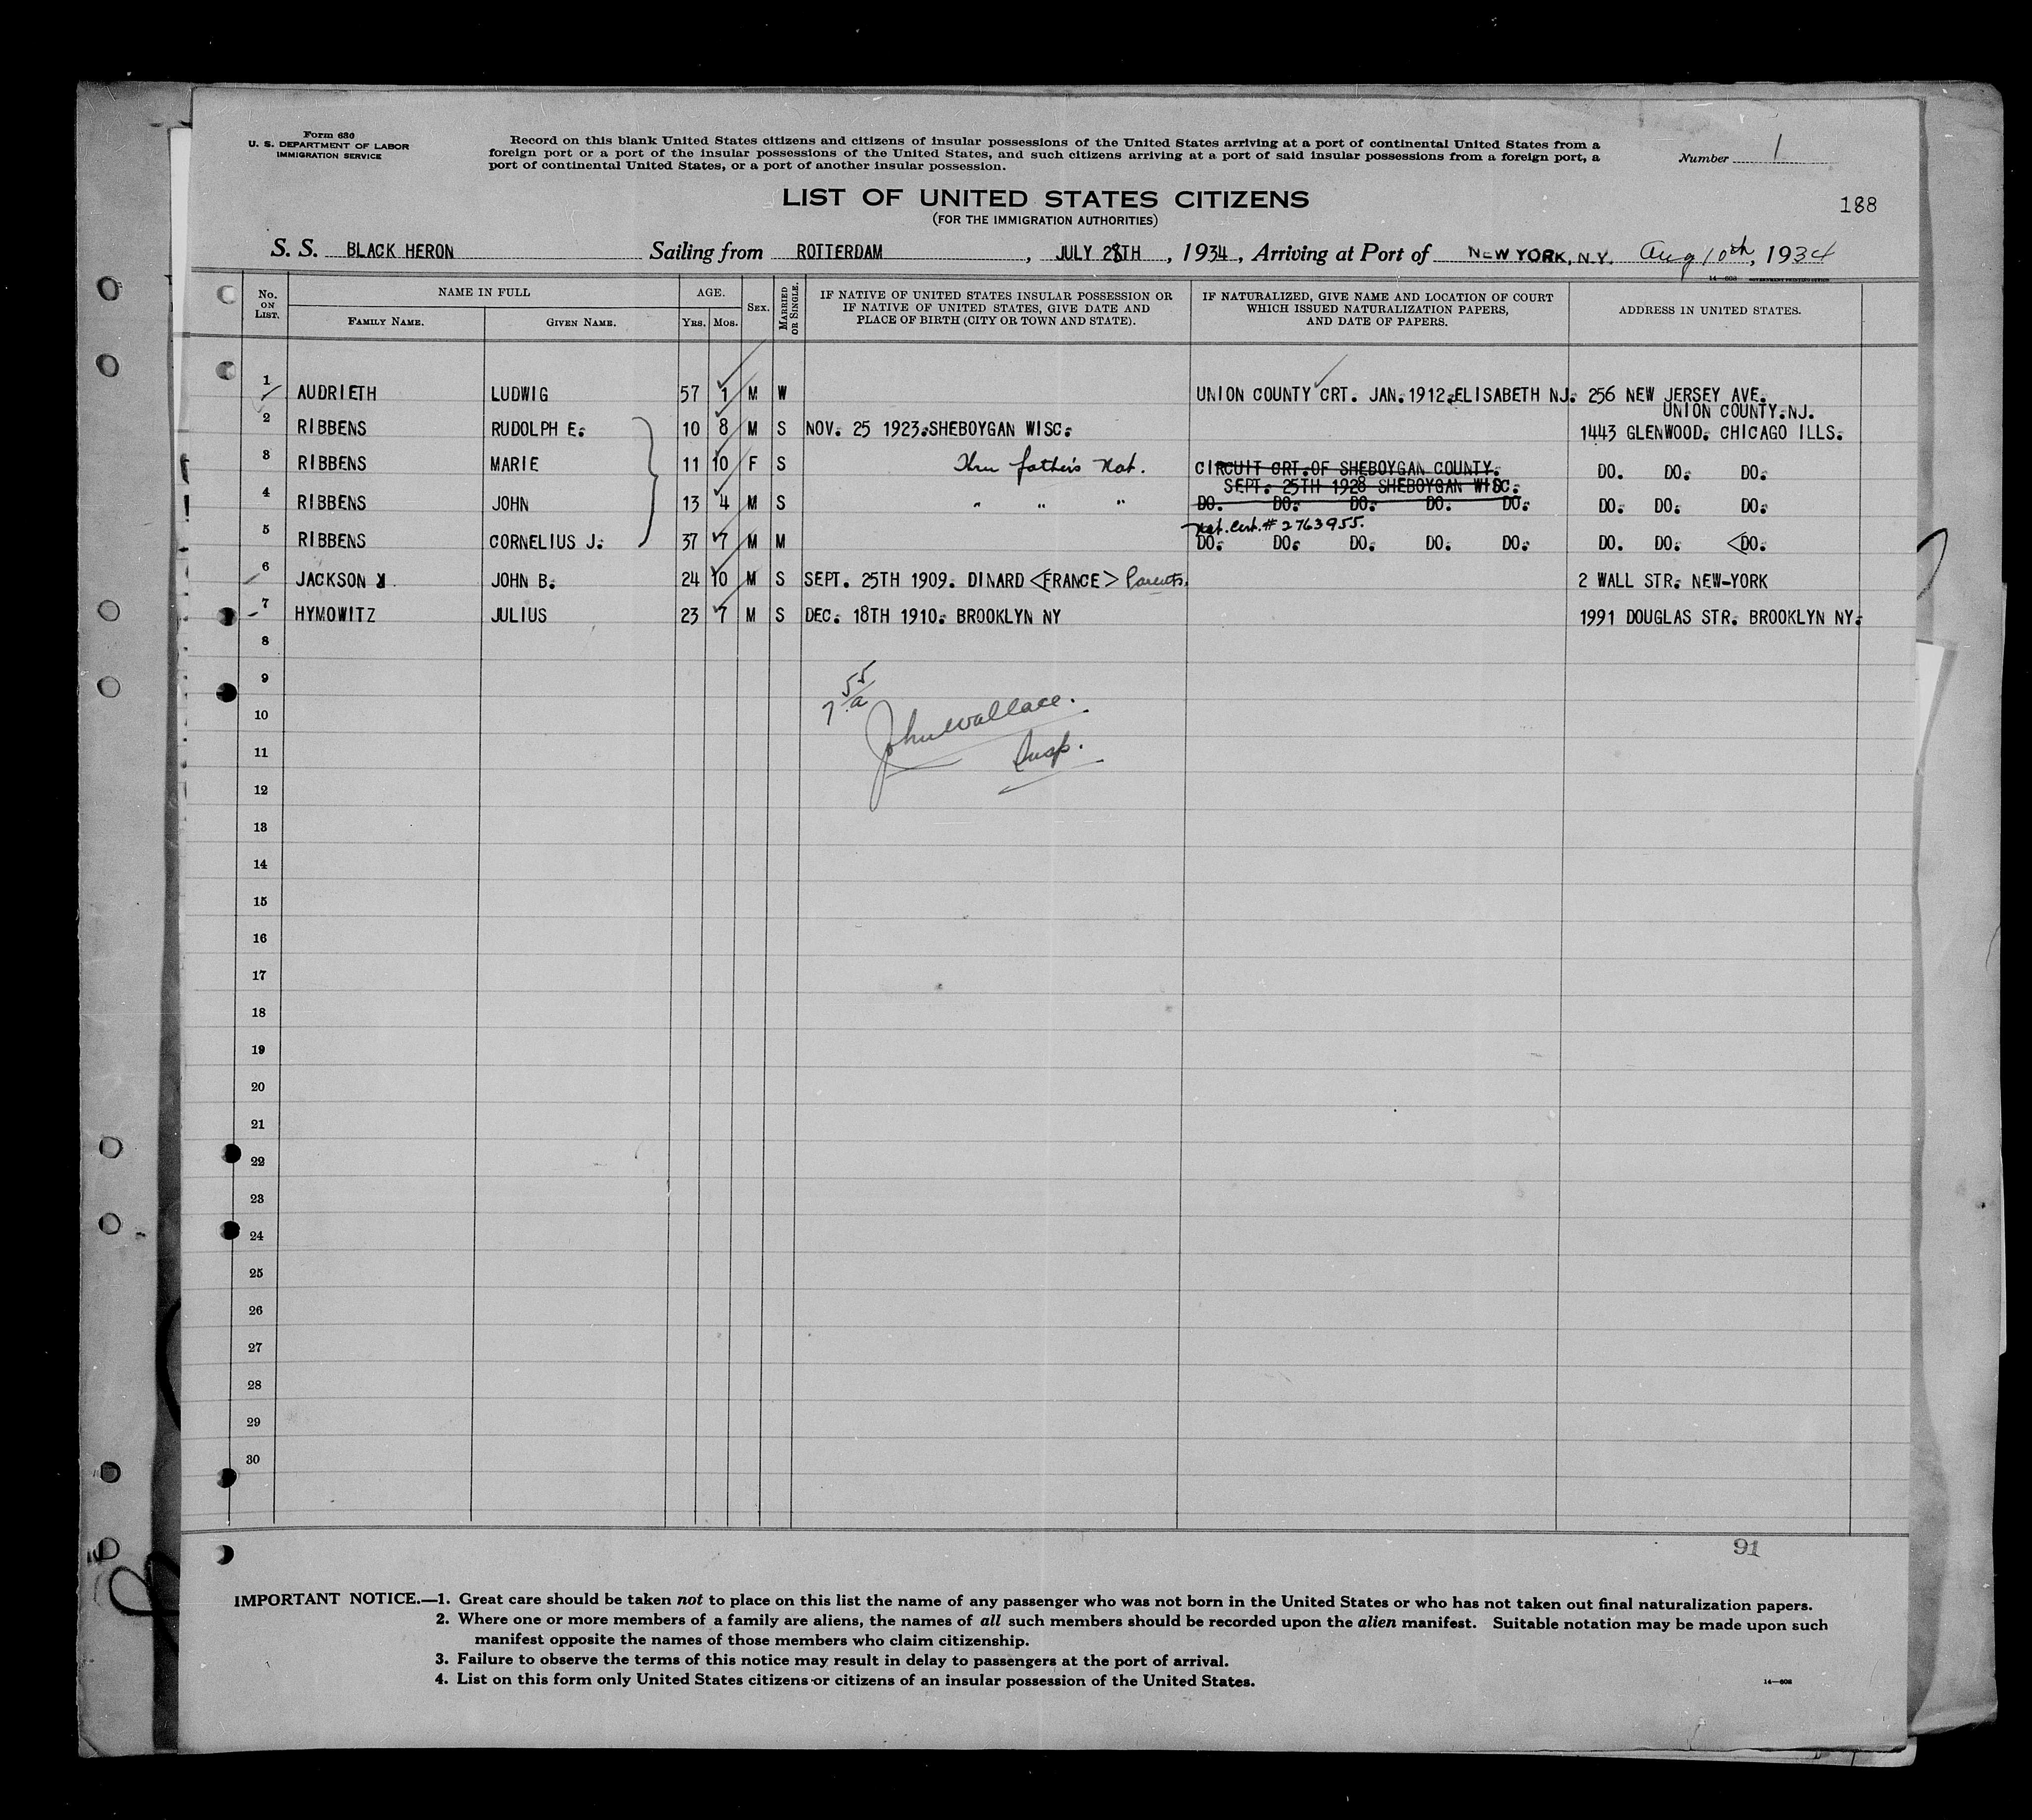 Form 630
U. S. DEPARTMENT OF LABOR
IMMIGRATION SERVICE
Record on this blank United States citizens and citizens of insular possessions of the United States arriving at a port of continental United States from a
foreign port or a port of the insular possessions of the United States, and such citizens arriving at a port of said insular possessions from a foreign port, a
port of continental United States, or a port of another insular possession.
Number 1
LIST OF UNITED STATES CITIZENS
(FOR THE IMMIGRATION AUTHORITIES)
188
S. S. BLACK HERON Sailing from ROTTERDAM, JULY 28TH, 1934, Arriving at Port of NEW YORK, N.Y. Aug 10th, 1934
No. ON LIST. NAME IN FULL FAMILY NAME. GIVEN NAME. AGE. YRS. MOS. SEX. MARRIED OR SINGLE.
IF NATIVE OF UNITED STATES INSULAR POSSESSION OR
IF NATIVE OF UNITED STATES, GIVE DATE AND
PLACE OF BIRTH (CITY OR TOWN AND STATE).
IF NATURALIZED, GIVE NAME AND LOCATION OF COURT
WHICH ISSUED NATURALIZATION PAPERS,
AND DATE OF PAPERS.
ADDRESS IN UNITED STATES.
1 AUDRIETH LUDWIG 57 1 M W UNION COUNTY CRT. JAN. 1912. ELISABETH NJ. 256 NEW JERSEY AVE.
UNION COUNTY.NJ.
2 RIBBENS RUDOLPH E. 10 8 M S NOV. 25 1923.SHEBOYGAN WISC. 1443 GLENWOOD. CHICAGO ILLS.
3 RIBBENS MARIE 11 10 F S Thru father's Nat. CIRCUIT CRT.OF SHEBOYGAN COUNTY. DO. DO. DO.
SEPT. 25TH 1928 SHEBOYGAN WISC.
4 RIBBENS JOHN 13 4 M S " " " DO. DO. DO. DO. DO. DO. DO. DO.
Nat. Cert. # 2763955.
5 RIBBENS CORNELIUS J. 37 7 M M DO. DO. DO. DO. DO. DO. DO. <DO.
6 JACKSON JOHN B. 24 10 M S SEPT. 25TH 1909. DINARD <FRANCE> Parents. 2 WALL STR. NEW-YORK
7 HYMOWITZ JULIUS 23 7 M S DEC. 18TH 1910. BROOKLYN NY 1991 DOUGLAS STR. BROOKLYN NY.
8
9
10
11
12
13
14
15
16
17
18
19
20
21
22
23
24
25
26
27
28
29
30
John Wallace.
Insp.
91
IMPORTANT NOTICE.—1. Great care should be taken not to place on this list the name of any passenger who was not born in the United States or who has not taken out final naturalization papers.
2. Where one or more members of a family are aliens, the names of all such members should be recorded upon the alien manifest. Suitable notation may be made upon such
manifest opposite the names of those members who claim citizenship.
3. Failure to observe the terms of this notice may result in delay to passengers at the port of arrival.
4. List on this form only United States citizens or citizens of an insular possession of the United States.
14—608